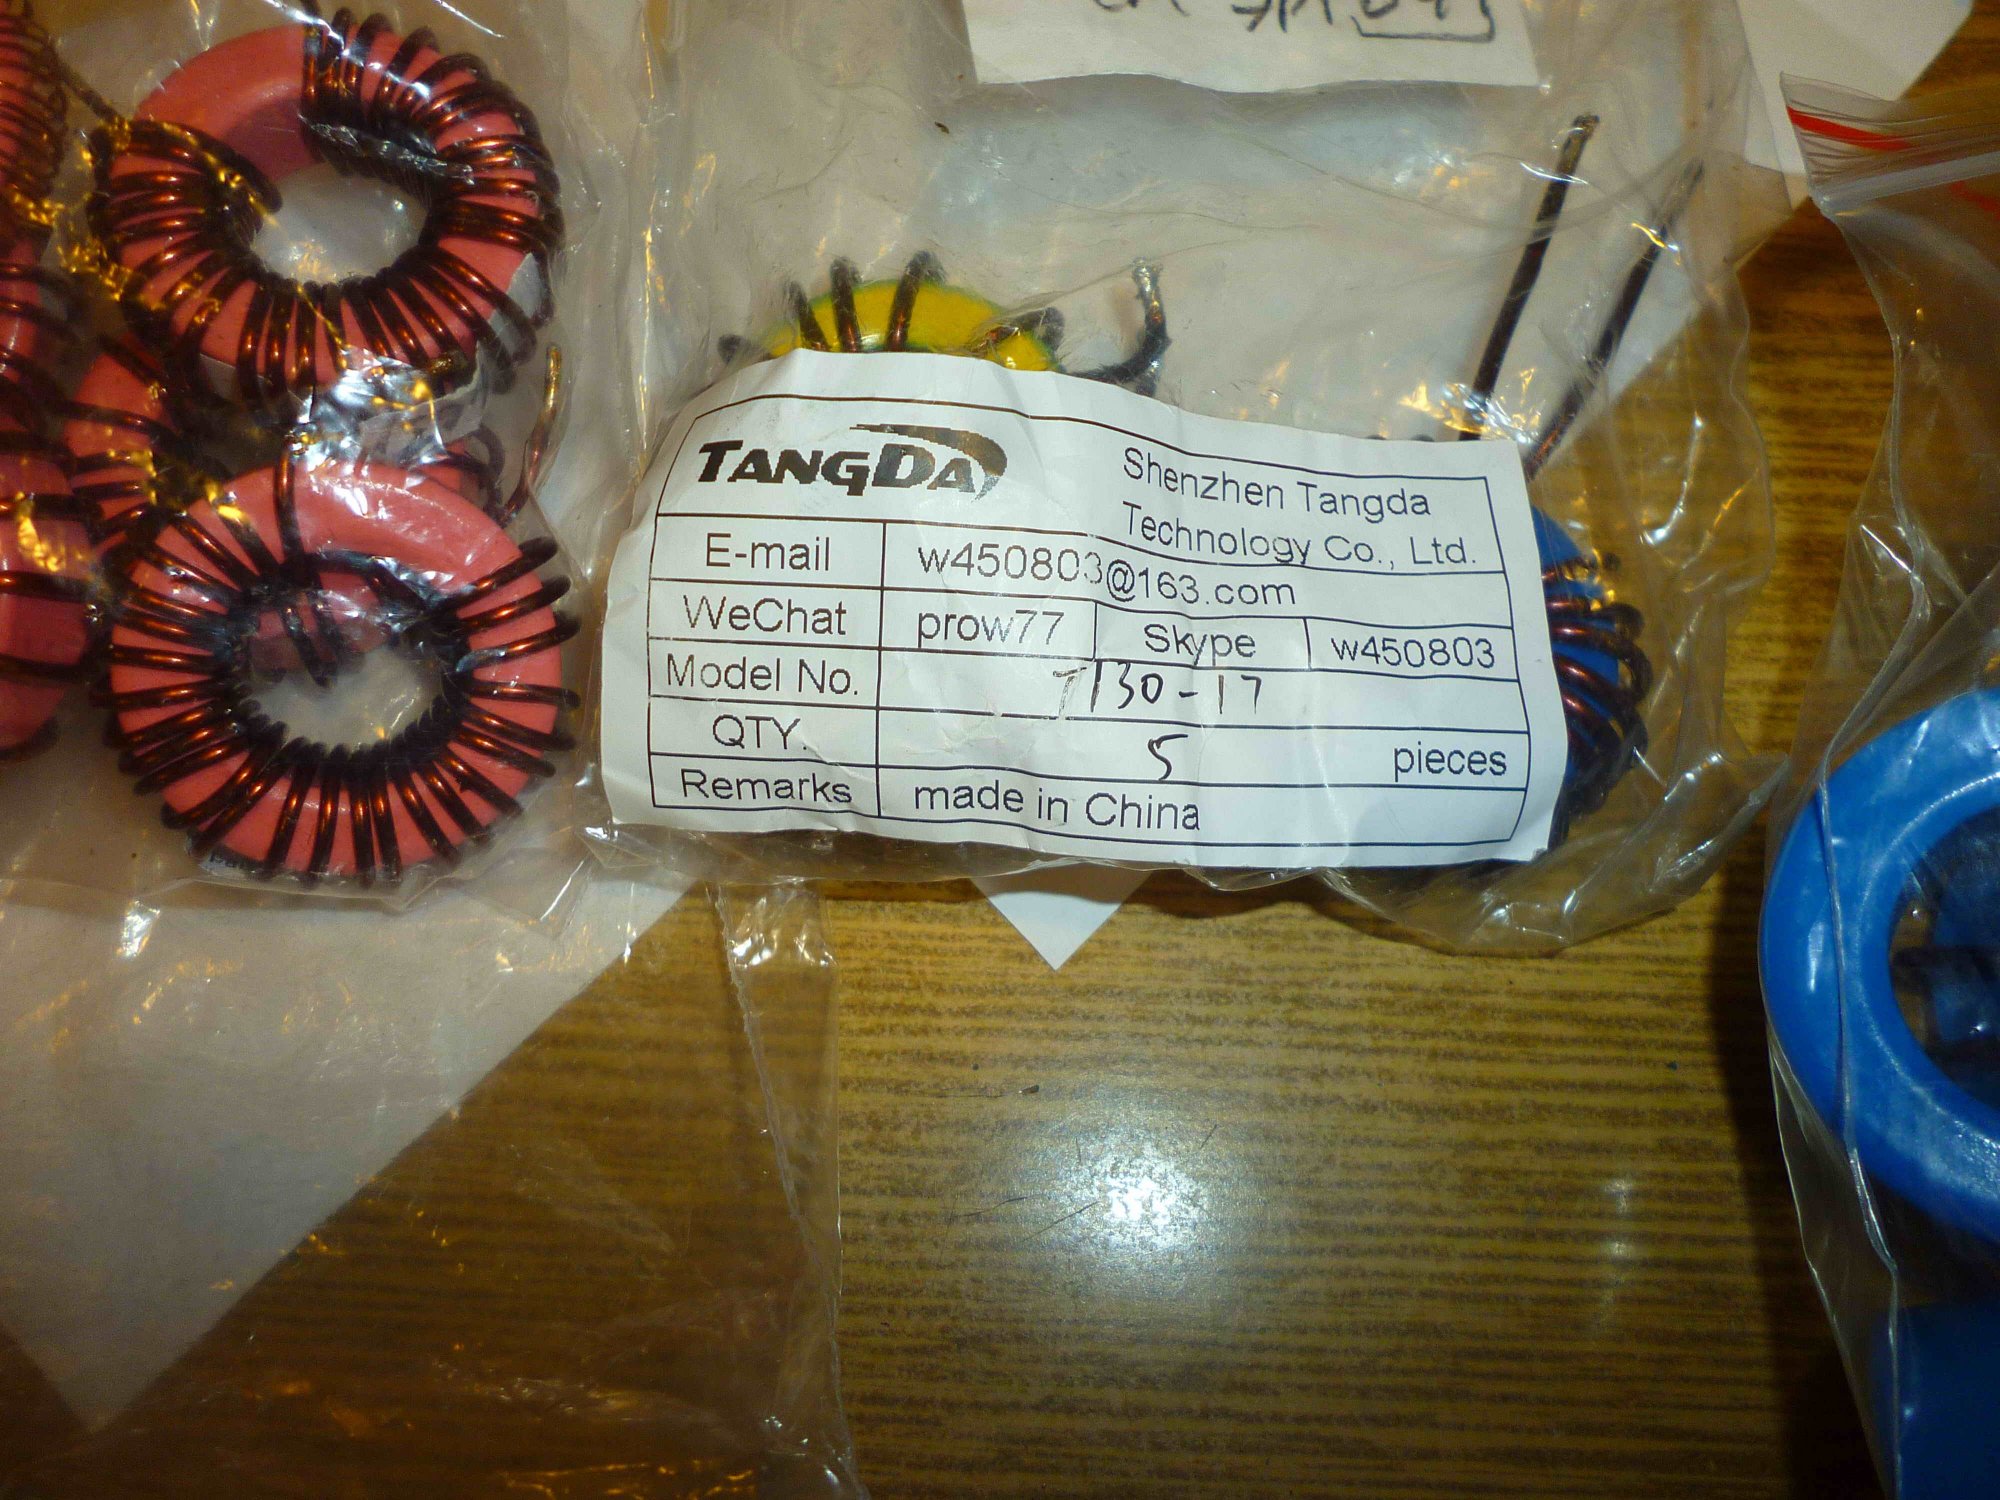 TANGDA
Shenzhen Tangda
Technology Co., Ltd.
E-mail w450803@163.com
WeChat prow77 Skype w450803
Model No. T130-17
QTY. 5 pieces
Remarks made in China